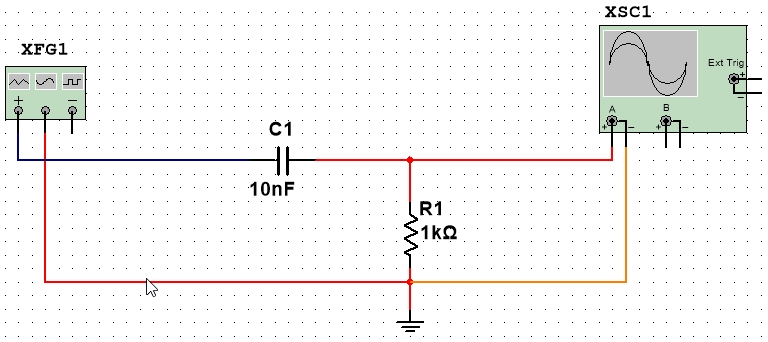 XSC1
XFG1
Ext Trig
+
-
A
B
+ - + -
+ -
C1
10nF
R1
1kΩ